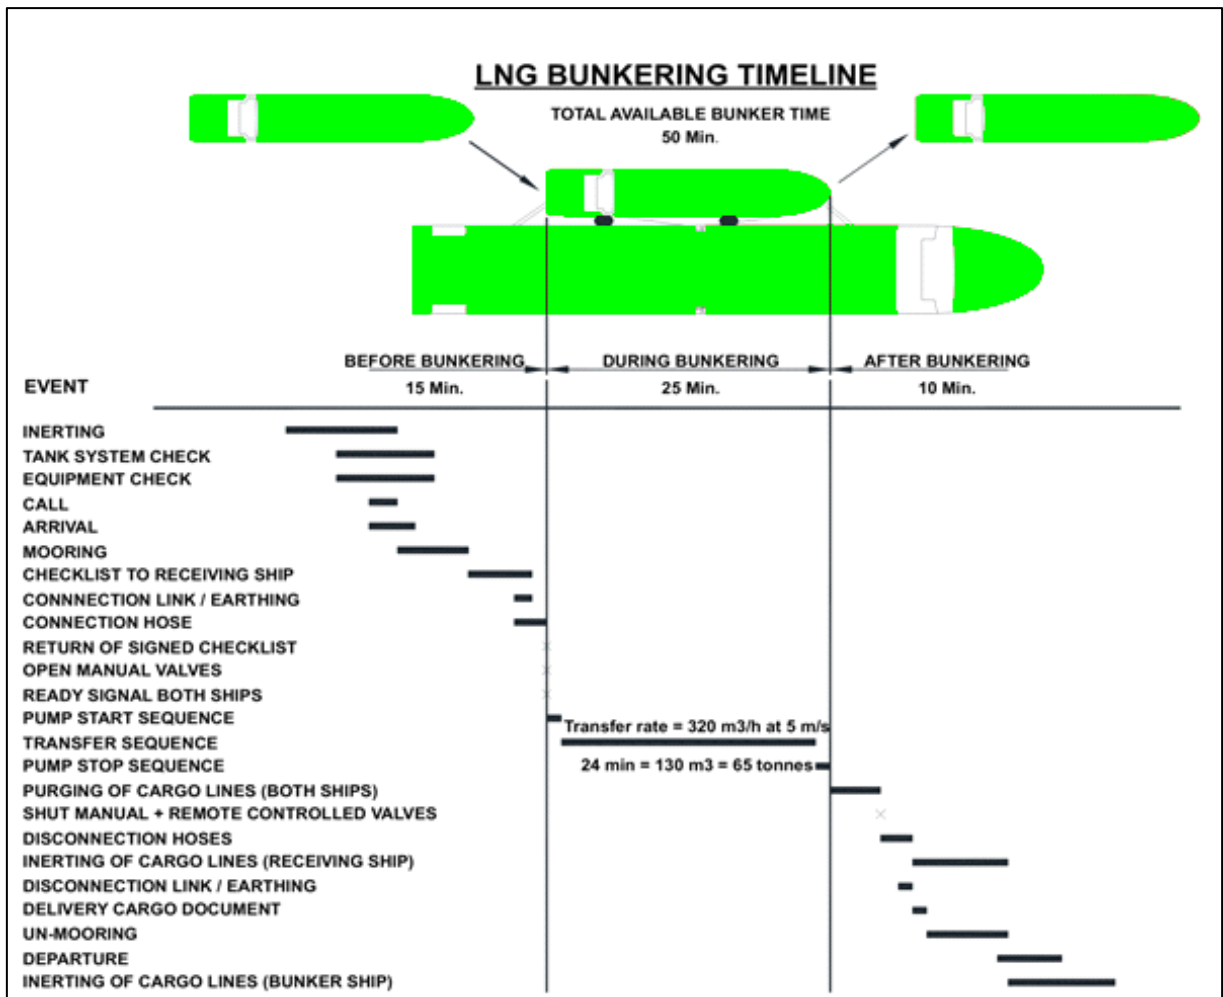 LNG BUNKERING TIMELINE
TOTAL AVAILABLE BUNKER TIME
50 Min.
BEFORE BUNKERING DURING BUNKERING AFTER BUNKERING
EVENT 15 Min. 25 Min. 10 Min.
INERTING
TANK SYSTEM CHECK
EQUIPMENT CHECK
CALL
ARRIVAL
MOORING
CHECKLIST TO RECEIVING SHIP
CONNNECTION LINK / EARTHING
CONNECTION HOSE
RETURN OF SIGNED CHECKLIST
OPEN MANUAL VALVES
READY SIGNAL BOTH SHIPS
PUMP START SEQUENCE
Transfer rate = 320 m3/h at 5 m/s
TRANSFER SEQUENCE
PUMP STOP SEQUENCE 24 min = 130 m3 = 65 tonnes
PURGING OF CARGO LINES (BOTH SHIPS)
SHUT MANUAL + REMOTE CONTROLLED VALVES
DISCONNECTION HOSES
INERTING OF CARGO LINES (RECEIVING SHIP)
DISCONNECTION LINK / EARTHING
DELIVERY CARGO DOCUMENT
UN-MOORING
DEPARTURE
INERTING OF CARGO LINES (BUNKER SHIP)